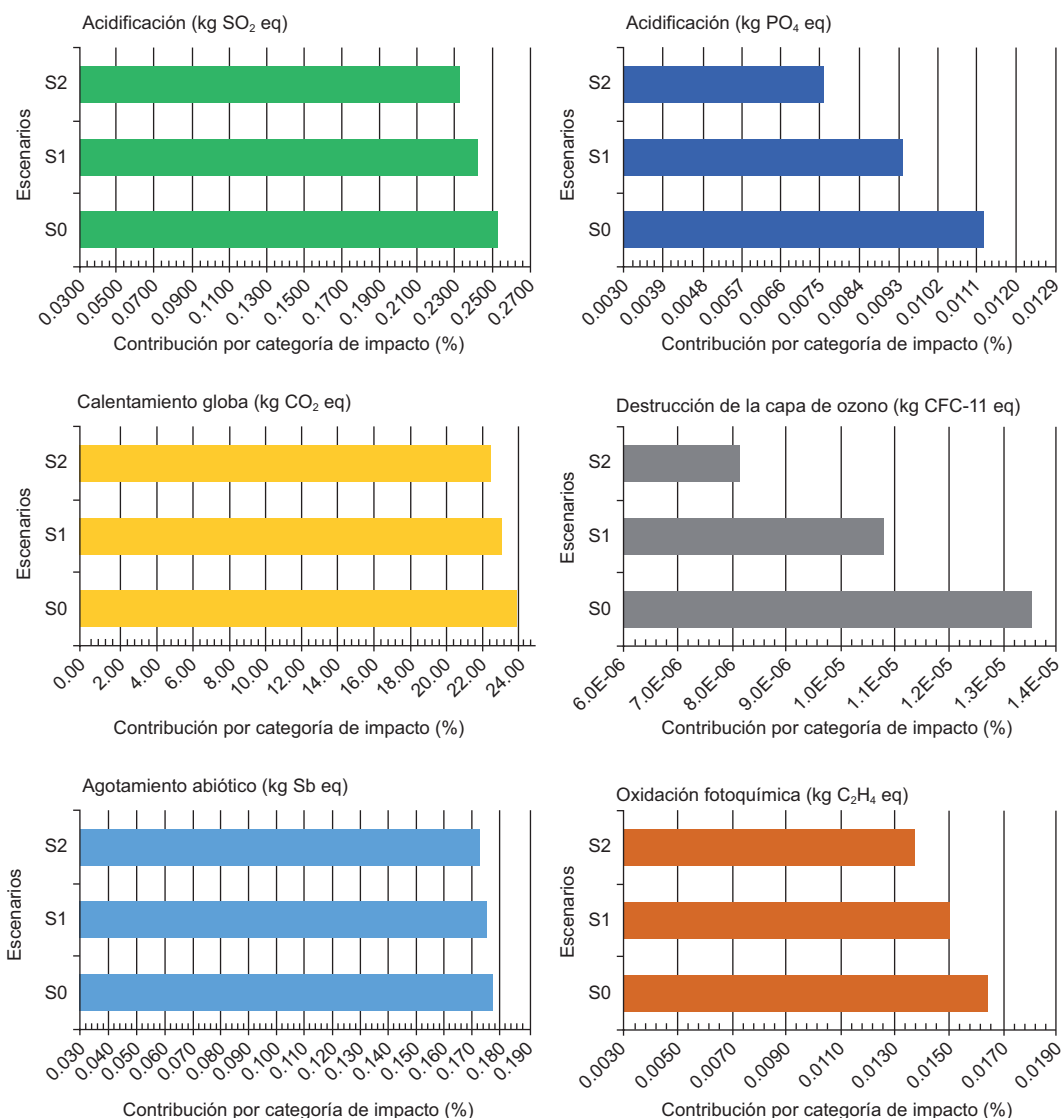 Acidificación (kg SO₂ eq)
Escenarios
S2
S1
S0
0.0300 0.0500 0.0700 0.0900 0.1100 0.1300 0.1500 0.1700 0.1900 0.2100 0.2300 0.2500 0.2700
Contribución por categoría de impacto (%)
Acidificación (kg PO₄ eq)
Escenarios
S2
S1
S0
0.0030 0.0039 0.0048 0.0057 0.0066 0.0075 0.0084 0.0093 0.0102 0.0111 0.0120 0.0129
Contribución por categoría de impacto (%)
Calentamiento globa (kg CO₂ eq)
Escenarios
S2
S1
S0
0.00 2.00 4.00 6.00 8.00 10.00 12.00 14.00 16.00 18.00 20.00 22.00 24.00
Contribución por categoría de impacto (%)
Destrucción de la capa de ozono (kg CFC-11 eq)
Escenarios
S2
S1
S0
6.0E-06 7.0E-06 8.0E-06 9.0E-06 1.0E-05 1.1E-05 1.2E-05 1.3E-05 1.4E-05
Contribución por categoría de impacto (%)
Agotamiento abiótico (kg Sb eq)
Escenarios
S2
S1
S0
0.030 0.040 0.050 0.060 0.070 0.080 0.090 0.100 0.110 0.120 0.130 0.140 0.150 0.160 0.170 0.180 0.190
Contribución por categoría de impacto (%)
Oxidación fotoquímica (kg C₂H₄ eq)
Escenarios
S2
S1
S0
0.0030 0.0050 0.0070 0.0090 0.0110 0.0130 0.0150 0.0170 0.0190
Contribución por categoría de impacto (%)